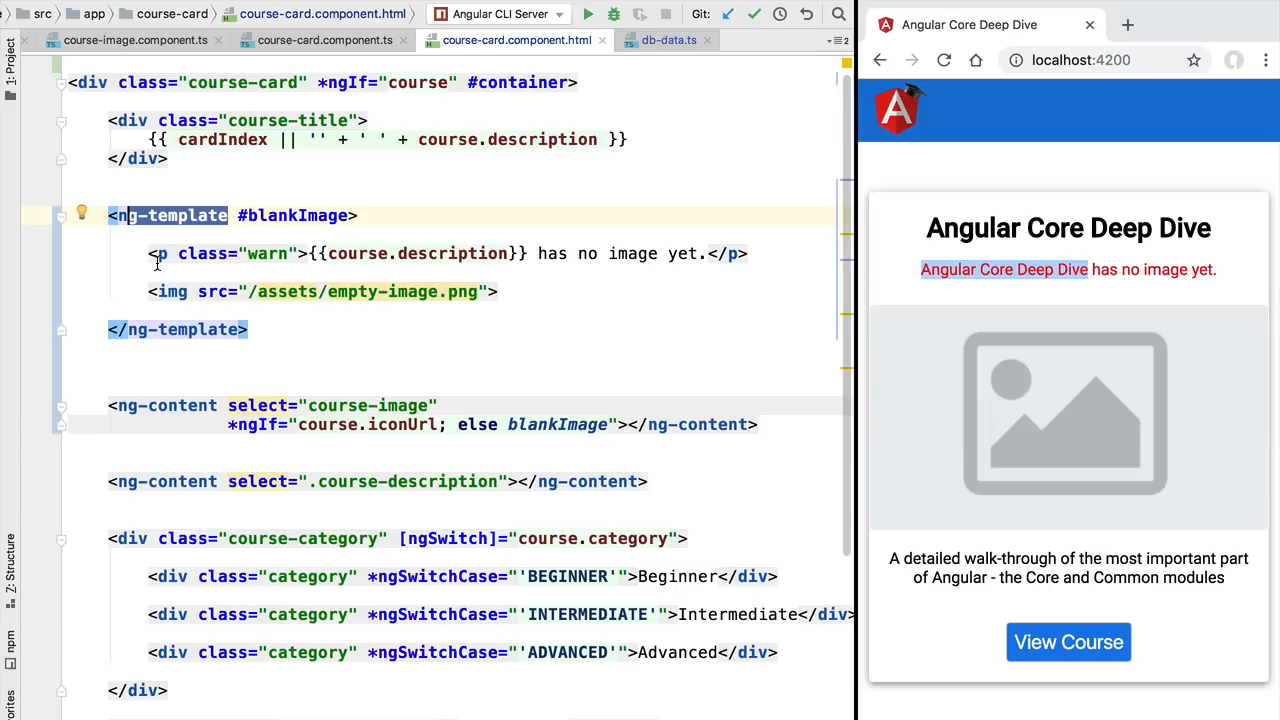 src
app
course-card
course-card.component.html
Angular CLI Server
Git:
course-image.component.ts
course-card.component.ts
course-card.component.html
db-data.ts
2
1: Project
Z: Structure
npm
<div class="course-card" *ngIf="course" #container>
<div class="course-title">
{{ cardIndex || '' + ' ' + course.description }}
</div>
<ng-template #blankImage>
<p class="warn">{{course.description}} has no image yet.</p>
<img src="/assets/empty-image.png">
</ng-template>
<ng-content select="course-image"
*ngIf="course.iconUrl; else blankImage"></ng-content>
<ng-content select=".course-description"></ng-content>
<div class="course-category" [ngSwitch]="course.category">
<div class="category" *ngSwitchCase="'BEGINNER'">Beginner</div>
<div class="category" *ngSwitchCase="'INTERMEDIATE'">Intermediate</div>
<div class="category" *ngSwitchCase="'ADVANCED'">Advanced</div>
</div>
Angular Core Deep Dive
localhost:4200
A
Angular Core Deep Dive
Angular Core Deep Dive has no image yet.
A detailed walk-through of the most important part
of Angular - the Core and Common modules
View Course